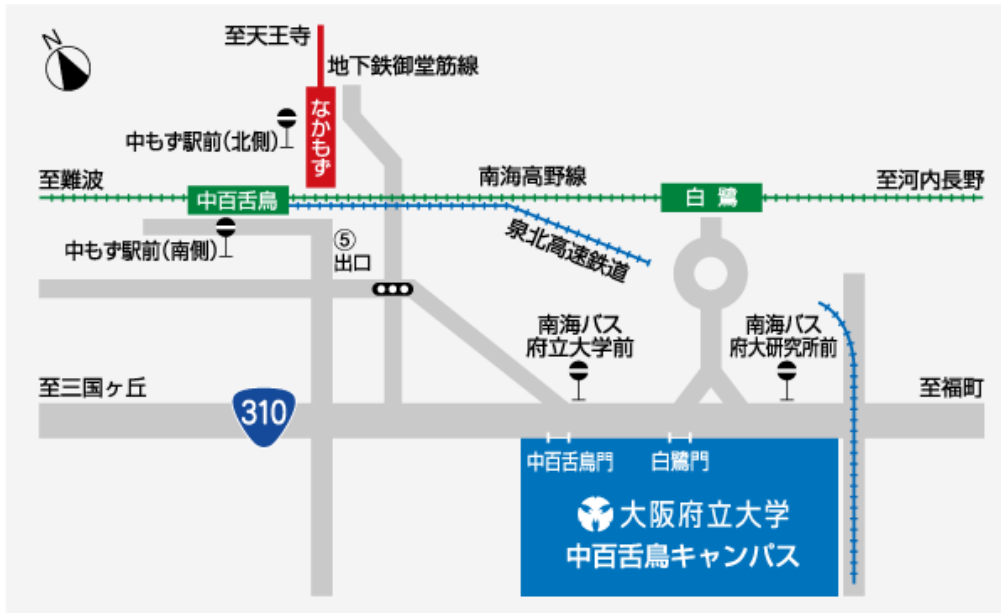 N
至天王寺
地下鉄御堂筋線
なかもず
中もず駅前(北側)
至難波
中百舌鳥
南海高野線
白鷺
至河内長野
泉北高速鉄道
中もず駅前(南側)
⑤
出口
南海バス
府立大学前
南海バス
府大研究所前
至三国ヶ丘
310
至福町
中百舌鳥門
白鷺門
大阪府立大学
中百舌鳥キャンパス